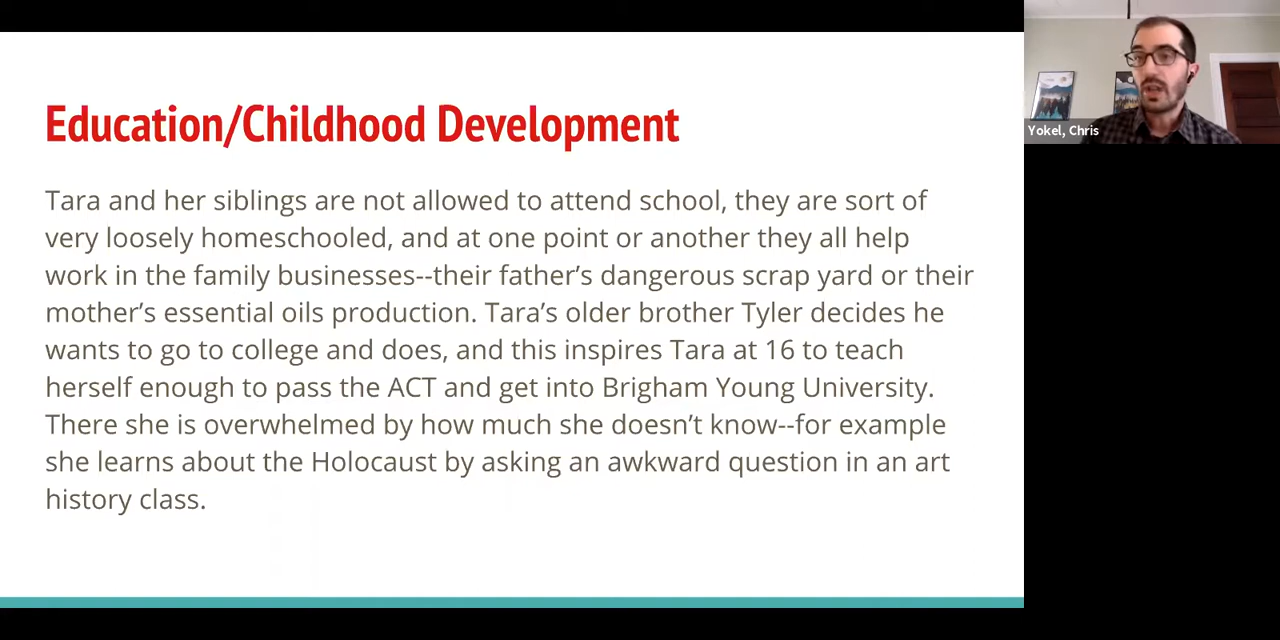 Education/Childhood Development
Tara and her siblings are not allowed to attend school, they are sort of
very loosely homeschooled, and at one point or another they all help
work in the family businesses--their father's dangerous scrap yard or their
mother's essential oils production. Tara's older brother Tyler decides he
wants to go to college and does, and this inspires Tara at 16 to teach
herself enough to pass the ACT and get into Brigham Young University.
There she is overwhelmed by how much she doesn't know--for example
she learns about the Holocaust by asking an awkward question in an art
history class.
Yokel, Chris